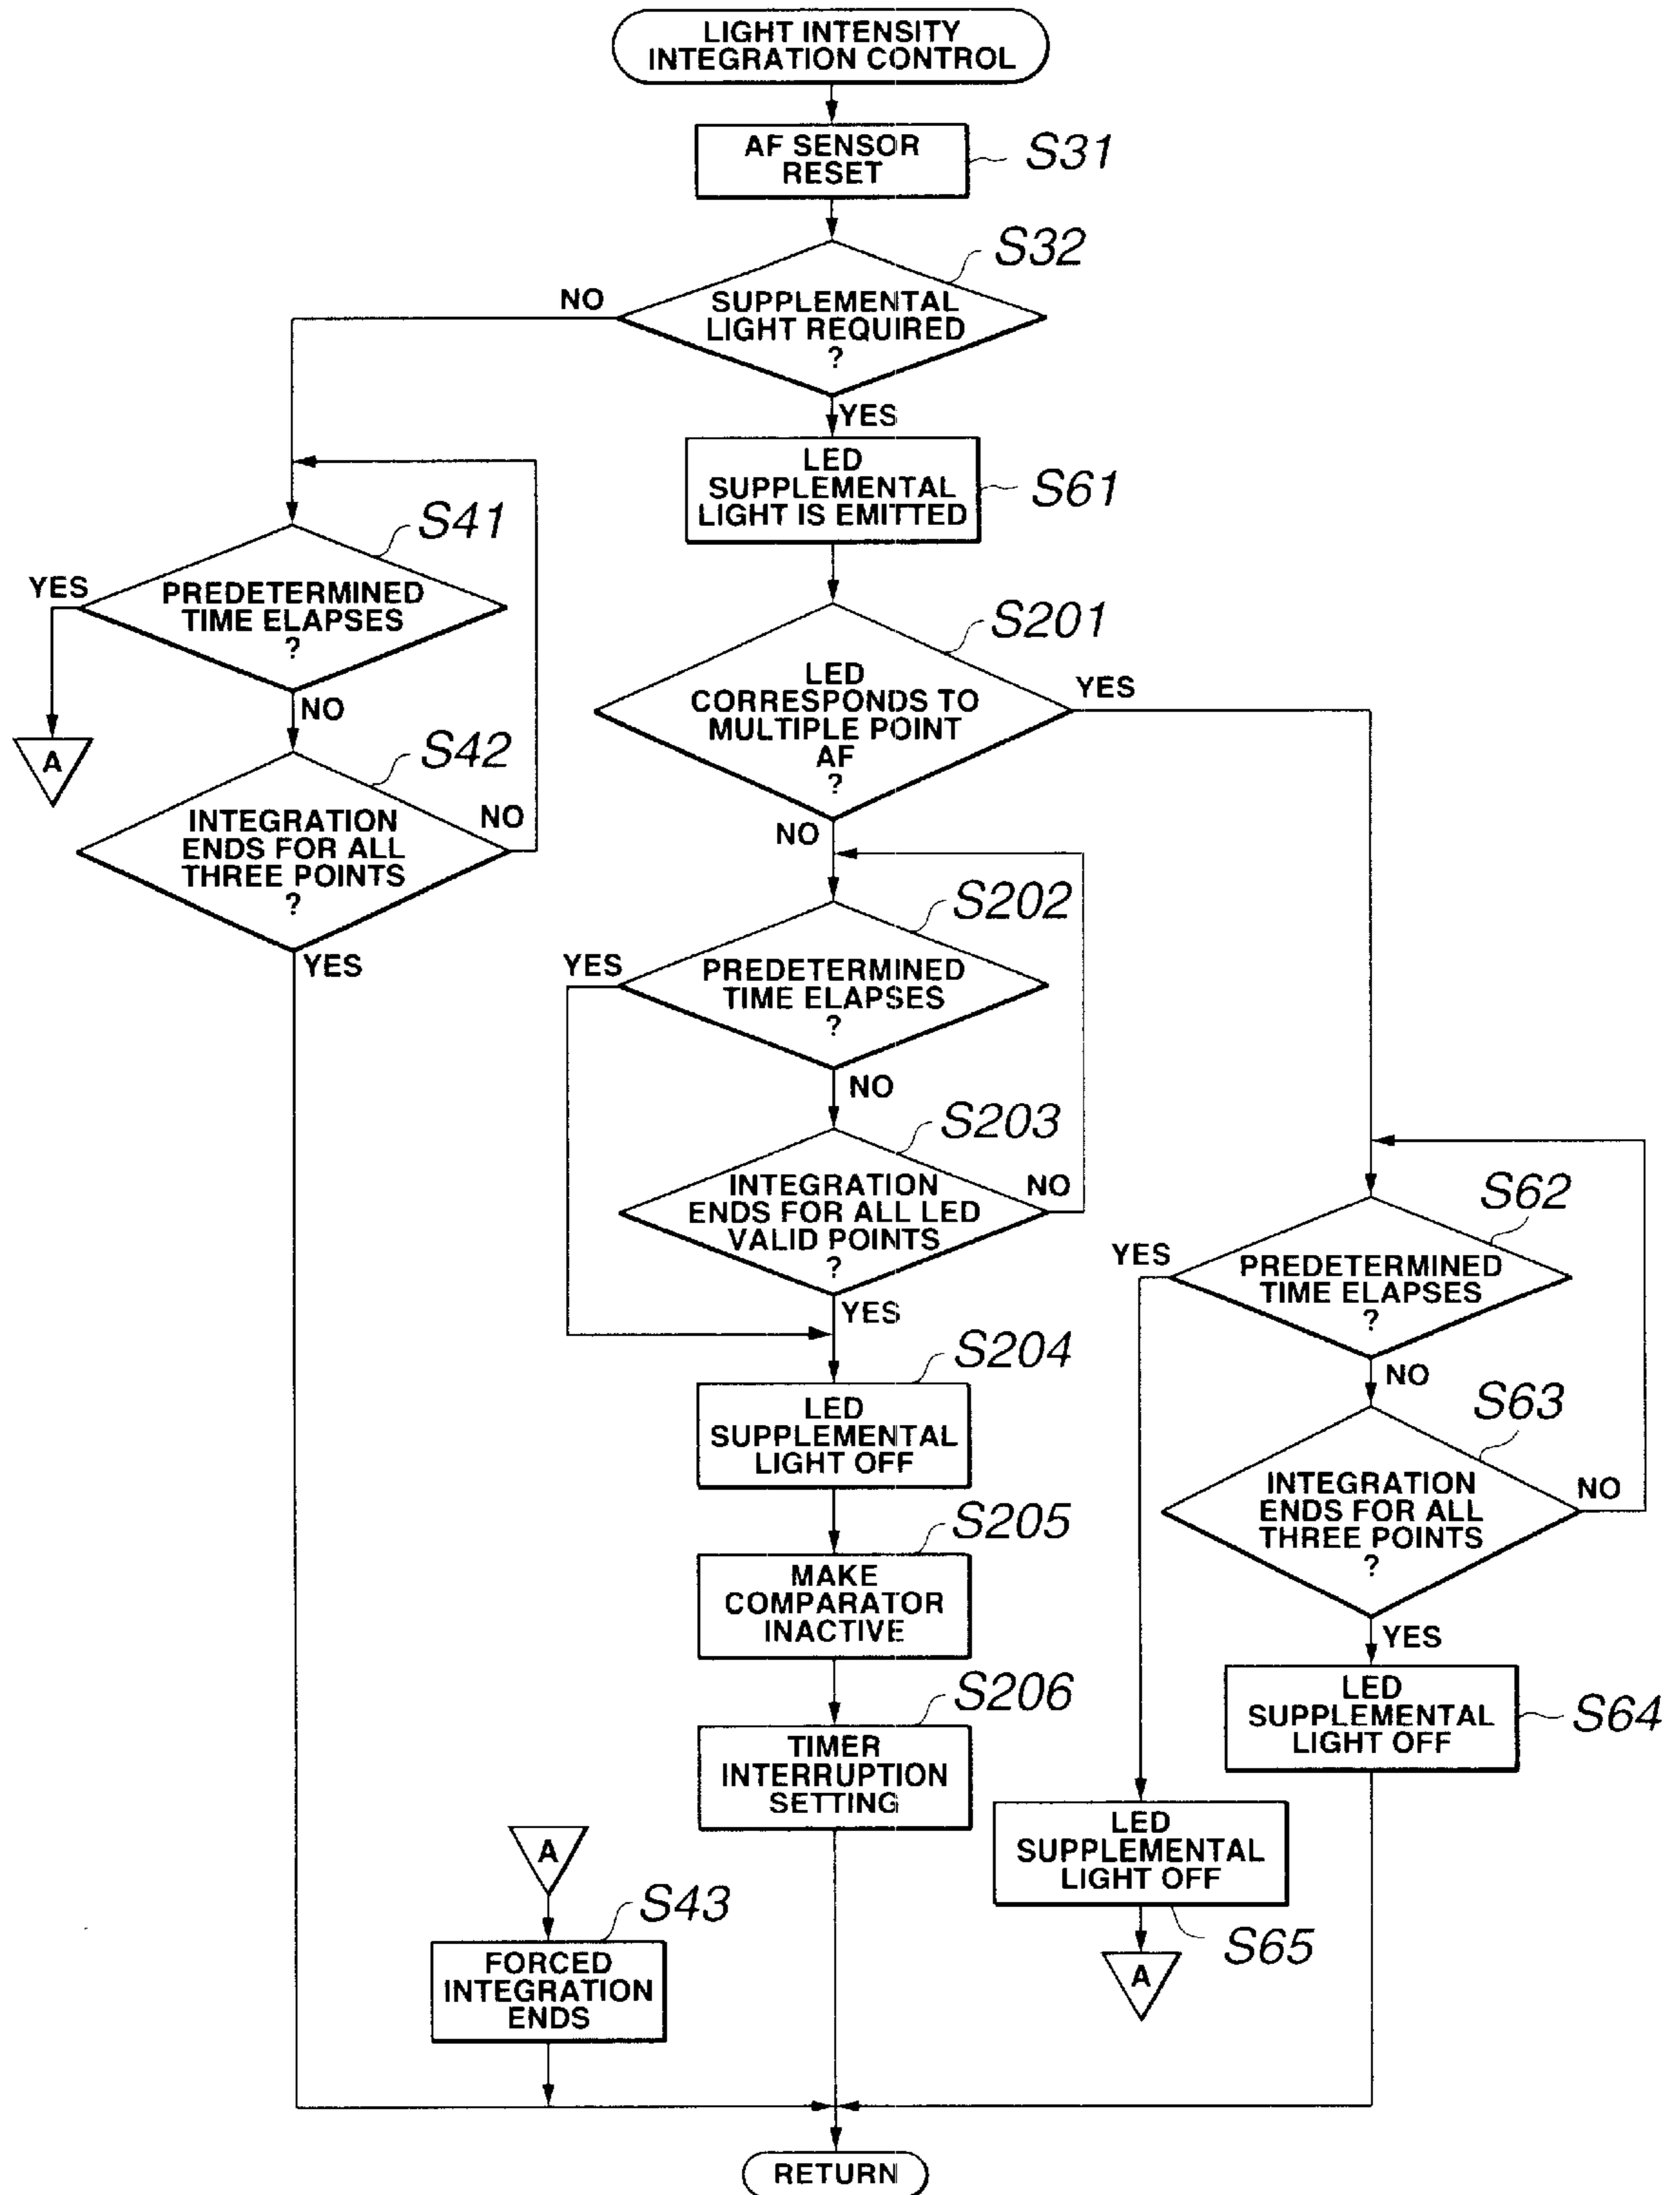 LIGHT INTENSITY
INTEGRATION CONTROL
AF SENSOR
RESET
S31
S32
SUPPLEMENTAL
LIGHT REQUIRED
?
NO
YES
LED
SUPPLEMENTAL
LIGHT IS EMITTED
S61
S41
PREDETERMINED
TIME ELAPSES
?
YES
A
NO
S42
INTEGRATION
ENDS FOR ALL
THREE POINTS
?
NO
YES
S201
LED
CORRESPONDS TO
MULTIPLE POINT
AF
?
YES
NO
S202
PREDETERMINED
TIME ELAPSES
?
YES
NO
S203
INTEGRATION
ENDS FOR ALL LED
VALID POINTS
?
NO
YES
S204
LED
SUPPLEMENTAL
LIGHT OFF
S205
MAKE
COMPARATOR
INACTIVE
S206
TIMER
INTERRUPTION
SETTING
S62
PREDETERMINED
TIME ELAPSES
?
YES
NO
S63
INTEGRATION
ENDS FOR ALL
THREE POINTS
?
NO
YES
LED
SUPPLEMENTAL
LIGHT OFF
S64
LED
SUPPLEMENTAL
LIGHT OFF
S65
A
A
S43
FORCED
INTEGRATION
ENDS
RETURN